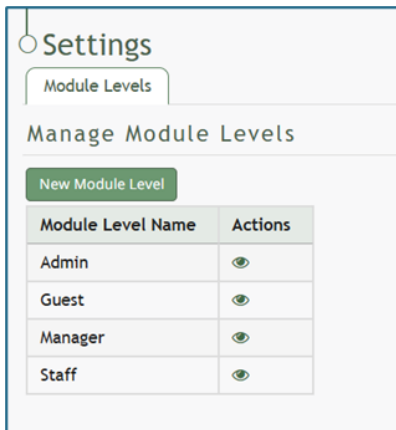 Settings
Module Levels
Manage Module Levels
New Module Level
Module Level Name Actions
Admin
Guest
Manager
Staff